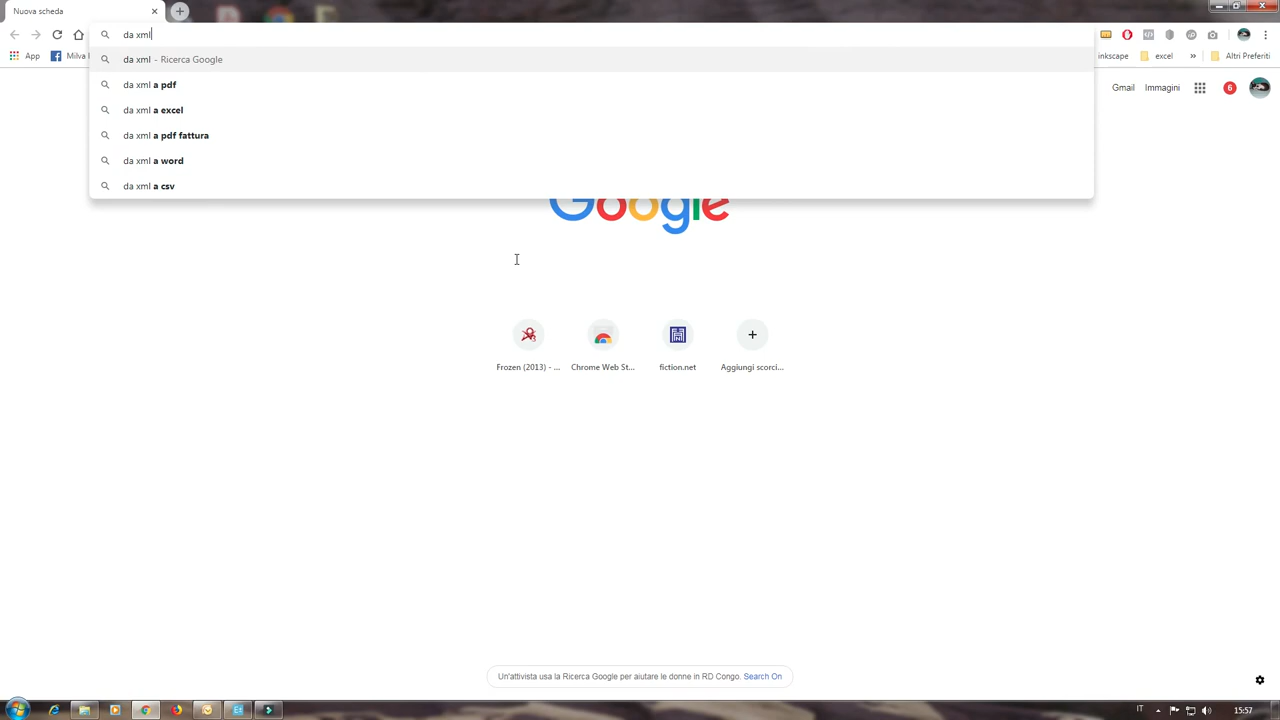 Nuova scheda
da xml
App
inkscape
excel
»
Altri Preferiti
da xml - Ricerca Google
da xml a pdf
da xml a excel
da xml a pdf fattura
da xml a word
da xml a csv
Gmail Immagini 6
Google
Frozen (2013) - ...
Chrome Web St...
fiction.net
Aggiungi scorci...
Un'attivista usa la Ricerca Google per aiutare le donne in RD Congo. Search On
IT 15:57